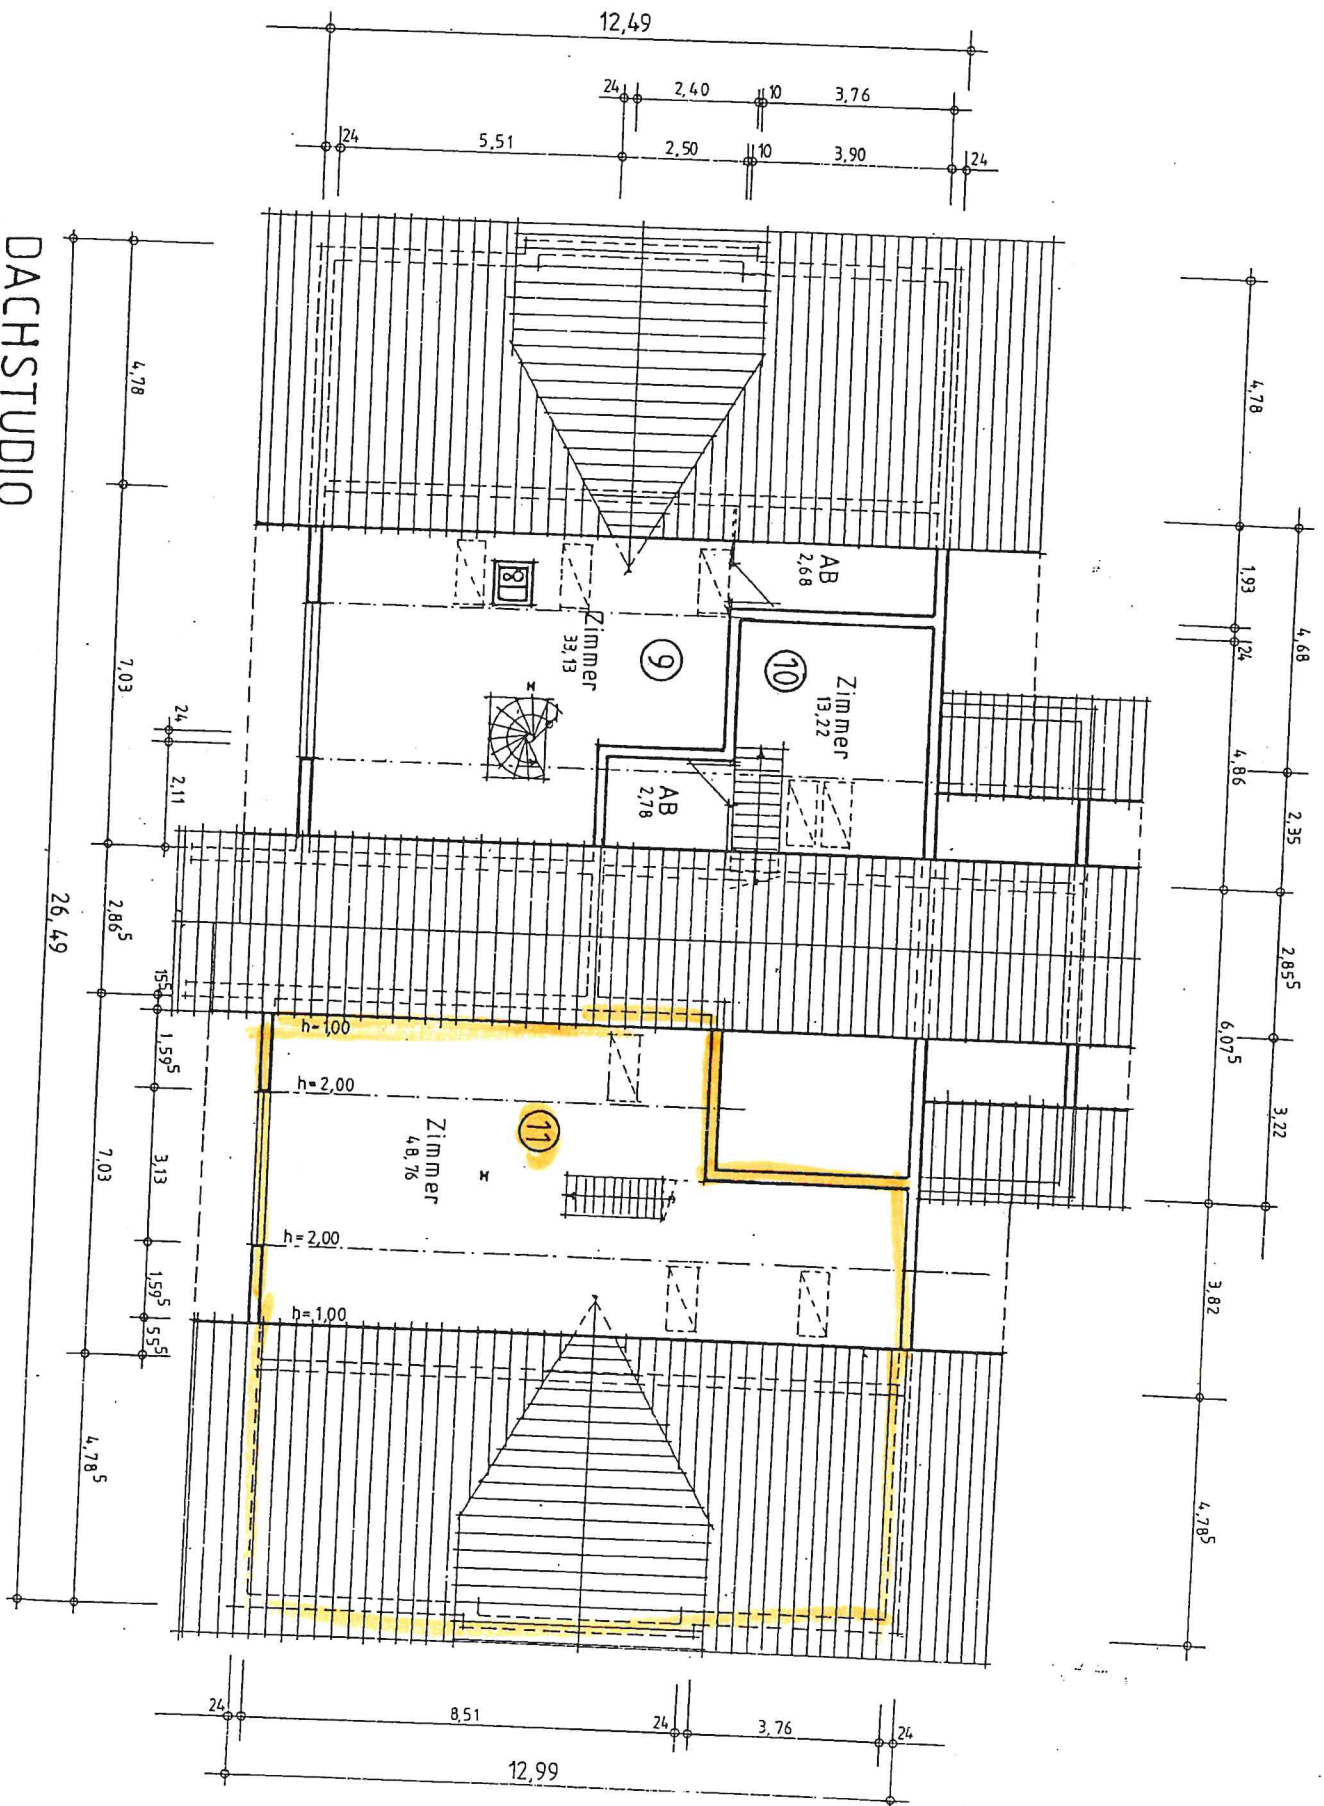 12,49
24 2,40 10 3,76
24 5,51 2,50 10 3,90 24
DACHSTUDIO
4,78
7,03
2,86⁵
7,03
4,78⁵
26,49
24
2,11
15⁵
1,59⁵
3,13
1,59⁵
55⁵
4,78
1,93
24
4,86
6,07⁵
3,82
4,78⁵
4,68
2,35
2,85⁵
3,22
AB
2,68
Zimmer
33,13
9
10
Zimmer
13,22
AB
2,78
h=1,00
h=2,00
11
Zimmer
48,76
h=2,00
h=1,00
24 8,51 24 3,76 24
12,99